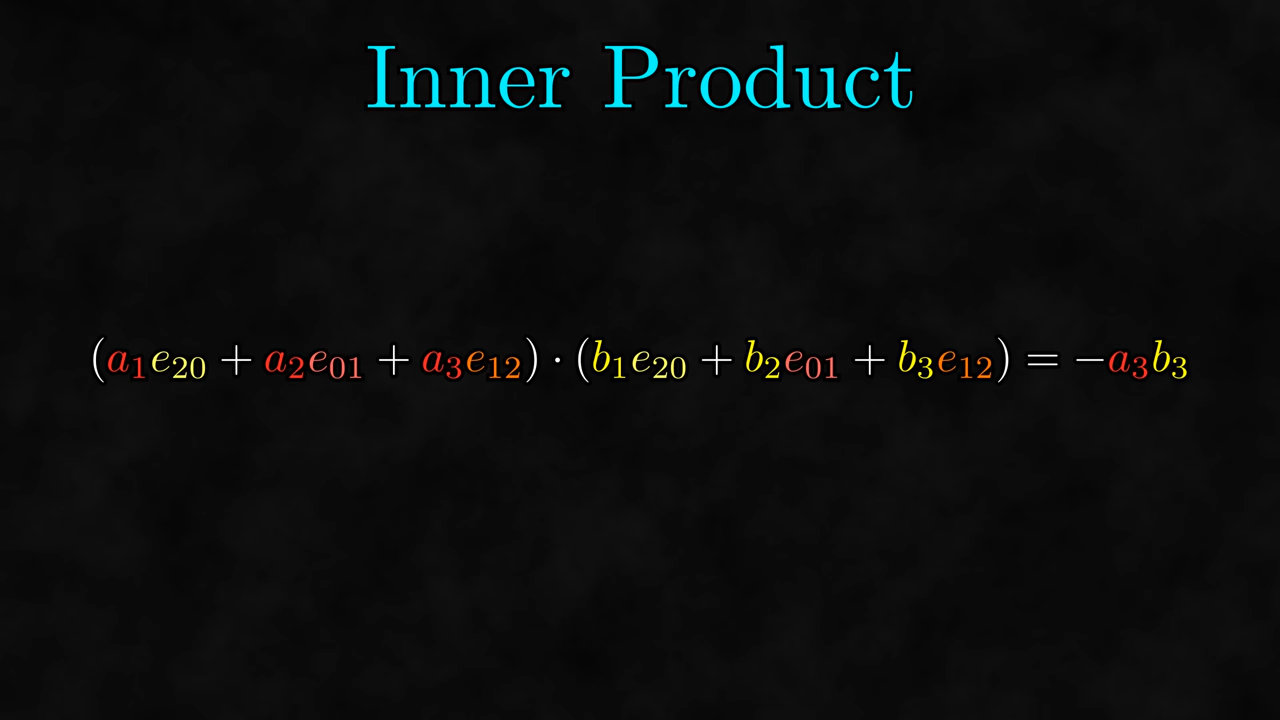 Inner Product
(a₁e₂₀ + a₂e₀₁ + a₃e₁₂) · (b₁e₂₀ + b₂e₀₁ + b₃e₁₂) = −a₃b₃